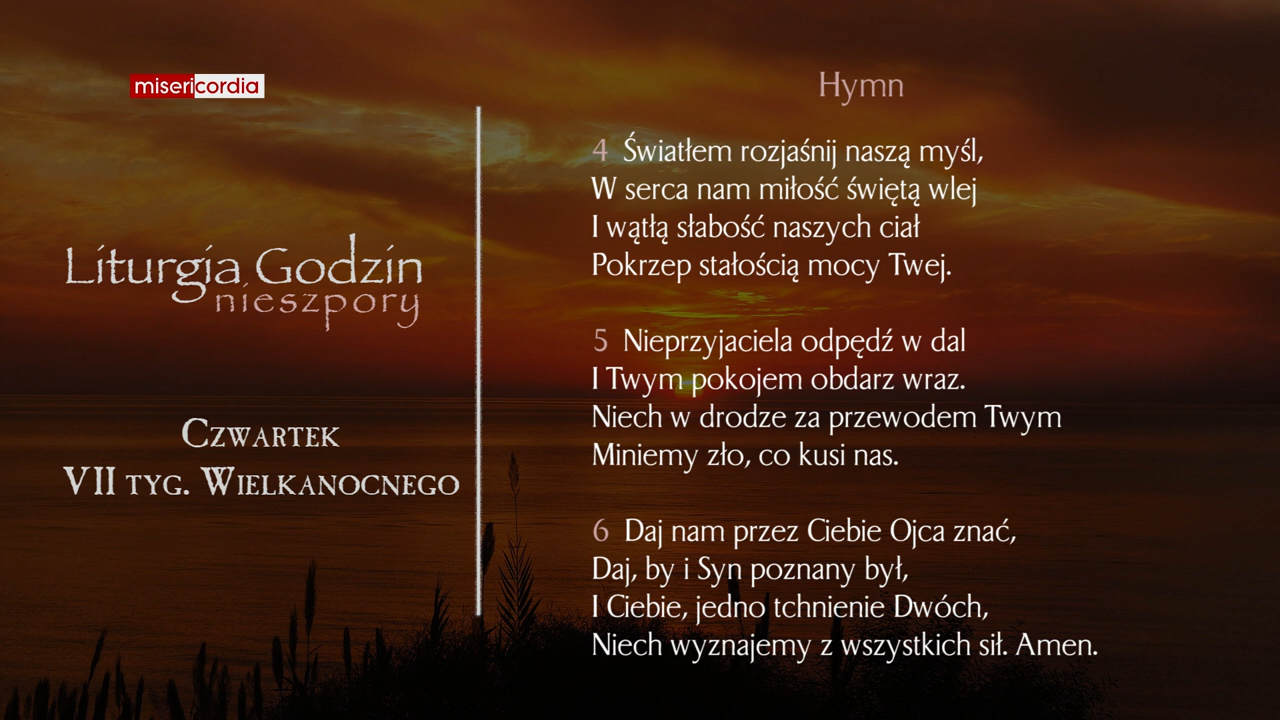 misericordia
Liturgia Godzin
nieszpory
Czwartek
VII tyg. Wielkanocnego
Hymn
4 Światłem rozjaśnij naszą myśl,
W serca nam miłość świętą wlej
I wątłą słabość naszych ciał
Pokrzep stałością mocy Twej.
5 Nieprzyjaciela odpędź w dal
I Twym pokojem obdarz wraz.
Niech w drodze za przewodem Twym
Miniemy zło, co kusi nas.
6 Daj nam przez Ciebie Ojca znać,
Daj, by i Syn poznany był,
I Ciebie, jedno tchnienie Dwóch,
Niech wyznajemy z wszystkich sił. Amen.